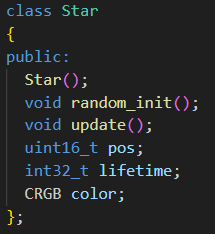 class Star
{
public:
  Star();
  void random_init();
  void update();
  uint16_t pos;
  int32_t lifetime;
  CRGB color;
};